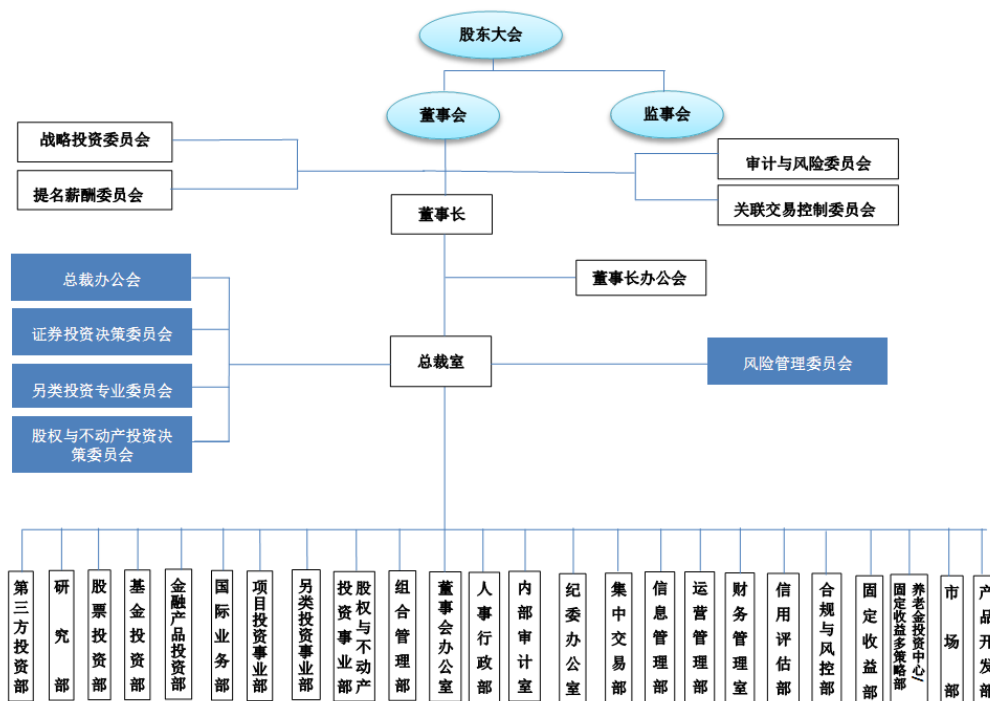 股东大会
董事会
监事会
战略投资委员会
提名薪酬委员会
审计与风险委员会
关联交易控制委员会
董事长
董事长办公会
总裁办公会
证券投资决策委员会
另类投资专业委员会
股权与不动产投资决
策委员会
总裁室
风险管理委员会
第三方投资部
研究部
股票投资部
基金投资部
金融产品投资部
国际业务部
项目投资事业部
另类投资事业部
股权与不动产
投资事业部
组合管理部
董事会办公室
人事行政部
内部审计室
纪委办公室
集中交易部
信息管理部
运营管理部
财务管理室
信用评估部
合规与风控部
固定收益部
养老金投资中心/
固定收益多策略部
市场部
产品开发部